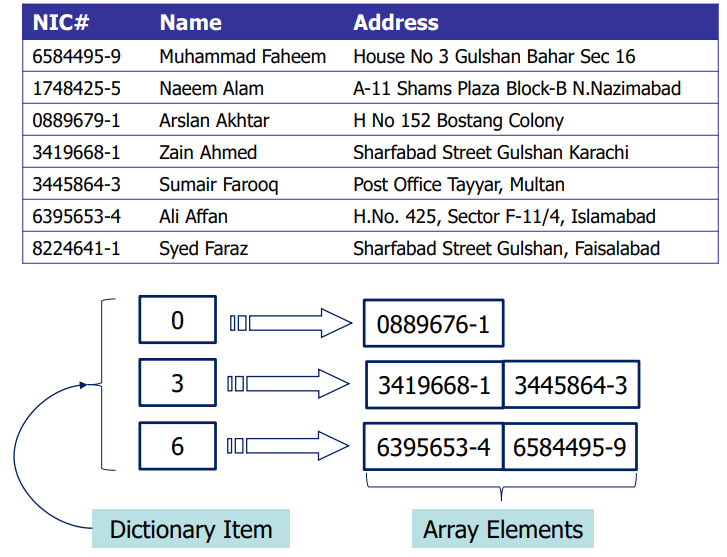 NIC# Name Address
6584495-9 Muhammad Faheem House No 3 Gulshan Bahar Sec 16
1748425-5 Naeem Alam A-11 Shams Plaza Block-B N.Nazimabad
0889679-1 Arslan Akhtar H No 152 Bostang Colony
3419668-1 Zain Ahmed Sharfabad Street Gulshan Karachi
3445864-3 Sumair Farooq Post Office Tayyar, Multan
6395653-4 Ali Affan H.No. 425, Sector F-11/4, Islamabad
8224641-1 Syed Faraz Sharfabad Street Gulshan, Faisalabad
0 0889676-1
3 3419668-1 3445864-3
6 6395653-4 6584495-9
Dictionary Item Array Elements